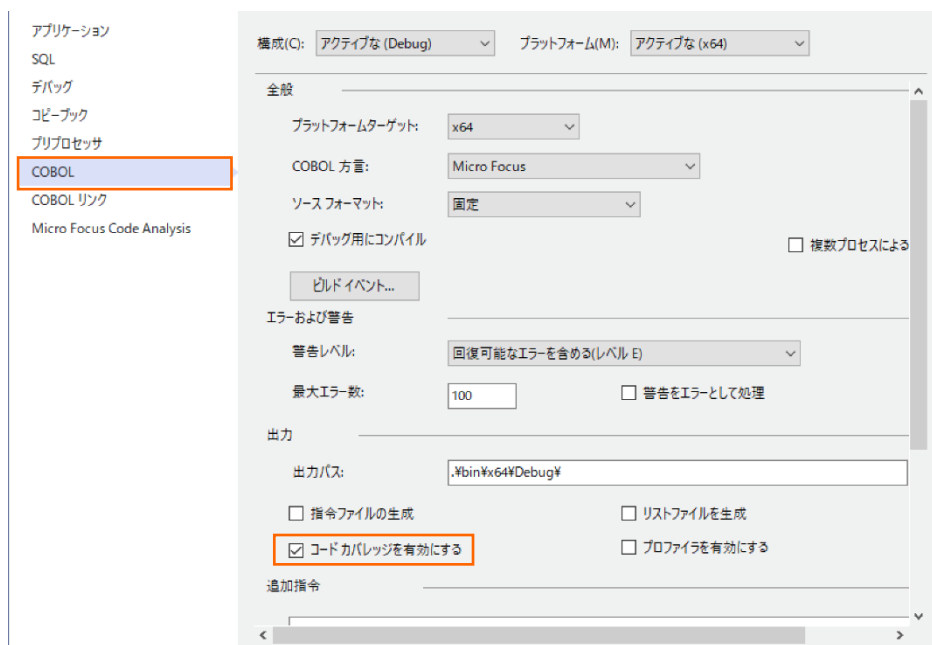 アプリケーション
SQL
デバッグ
コピーブック
プリプロセッサ
COBOL
COBOL リンク
Micro Focus Code Analysis
構成(C): アクティブな (Debug) プラットフォーム(M): アクティブな (x64)
全般
プラットフォームターゲット: x64
COBOL 方言: Micro Focus
ソース フォーマット: 固定
デバッグ用にコンパイル
複数プロセスによる
ビルド イベント...
エラーおよび警告
警告レベル: 回復可能なエラーを含める(レベル E)
最大エラー数: 100 警告をエラーとして処理
出力
出力パス: .¥bin¥x64¥Debug¥
指令ファイルの生成 リストファイルを生成
コード カバレッジを有効にする プロファイラを有効にする
追加指令